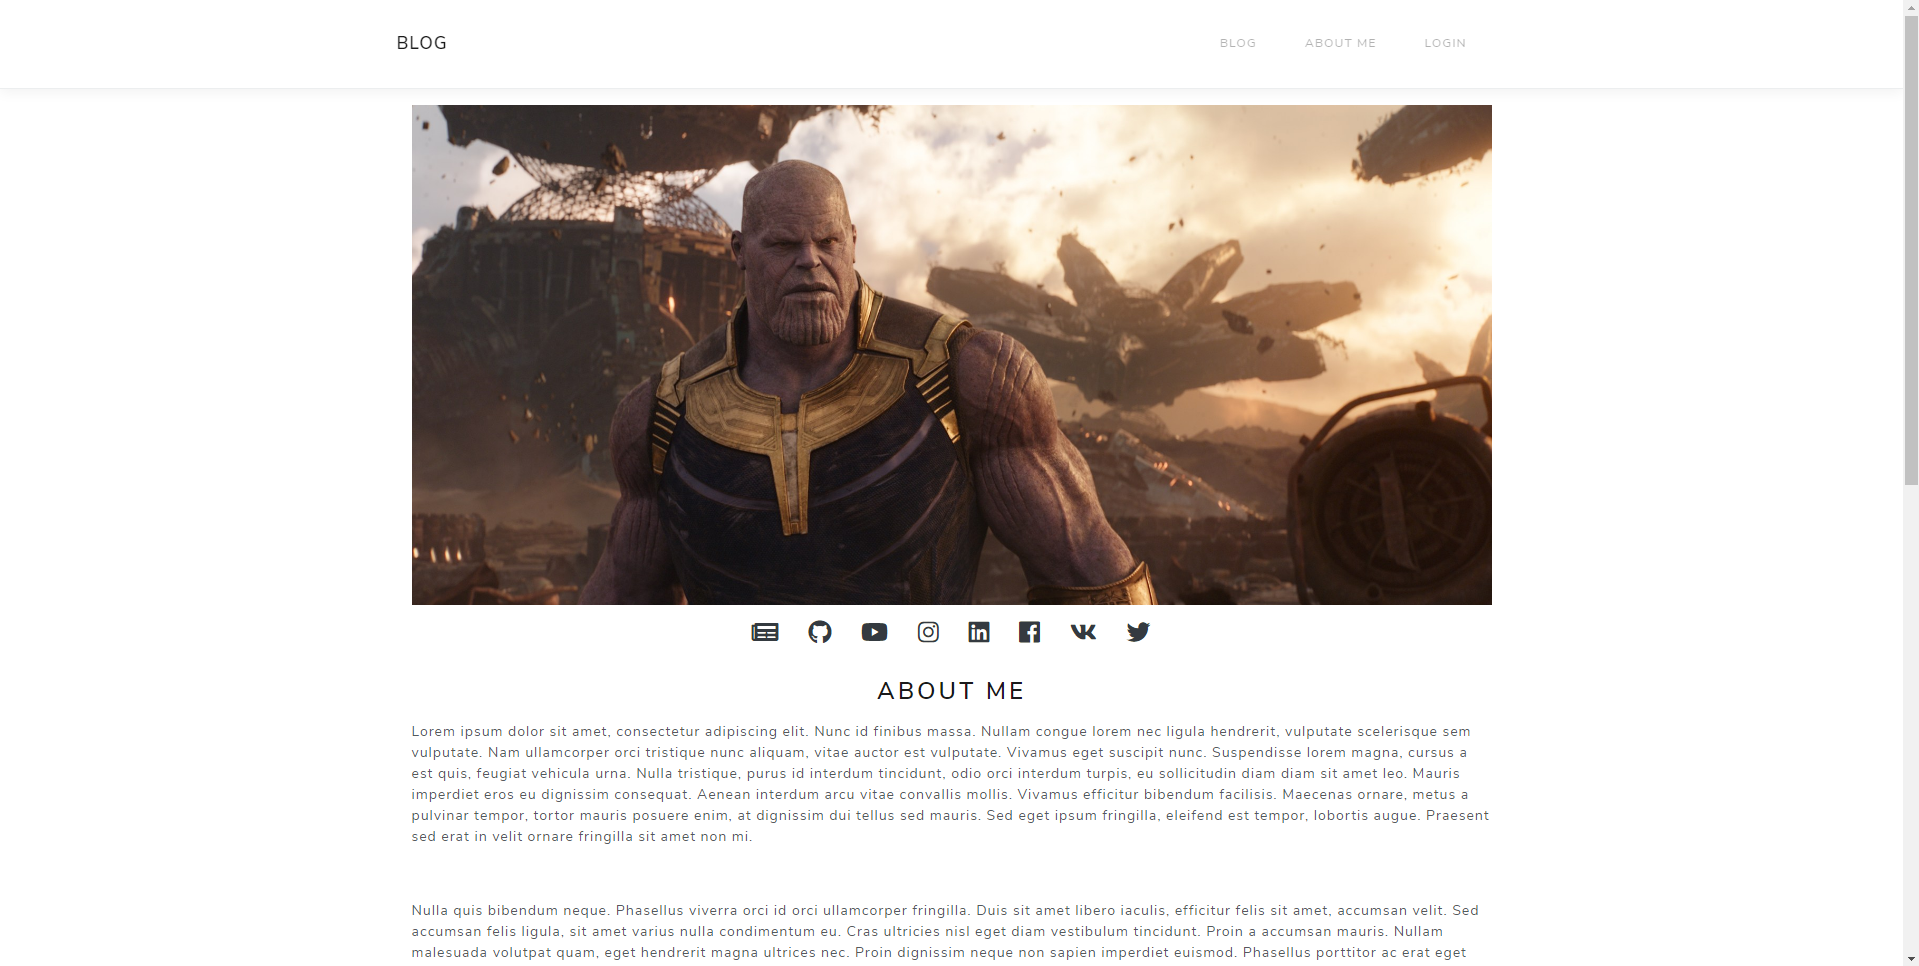 BLOG
BLOG ABOUT ME LOGIN
ABOUT ME
Lorem ipsum dolor sit amet, consectetur adipiscing elit. Nunc id finibus massa. Nullam congue lorem nec ligula hendrerit, vulputate scelerisque sem
vulputate. Nam ullamcorper orci tristique nunc aliquam, vitae auctor est vulputate. Vivamus eget suscipit nunc. Suspendisse lorem magna, cursus a
est quis, feugiat vehicula urna. Nulla tristique, purus id interdum tincidunt, odio orci interdum turpis, eu sollicitudin diam diam sit amet leo. Mauris
imperdiet eros eu dignissim consequat. Aenean interdum arcu vitae convallis mollis. Vivamus efficitur bibendum facilisis. Maecenas ornare, metus a
pulvinar tempor, tortor mauris posuere enim, at dignissim dui tellus sed mauris. Sed eget ipsum fringilla, eleifend est tempor, lobortis augue. Praesent
sed erat in velit ornare fringilla sit amet non mi.
Nulla quis bibendum neque. Phasellus viverra orci id orci ullamcorper fringilla. Duis sit amet libero iaculis, efficitur felis sit amet, accumsan velit. Sed
accumsan felis ligula, sit amet varius nulla condimentum eu. Cras ultricies nisl eget diam vestibulum tincidunt. Proin a accumsan mauris. Nullam
malesuada volutpat quam, eget hendrerit magna ultrices nec. Proin dignissim neque non sapien imperdiet euismod. Phasellus porttitor ac erat eget